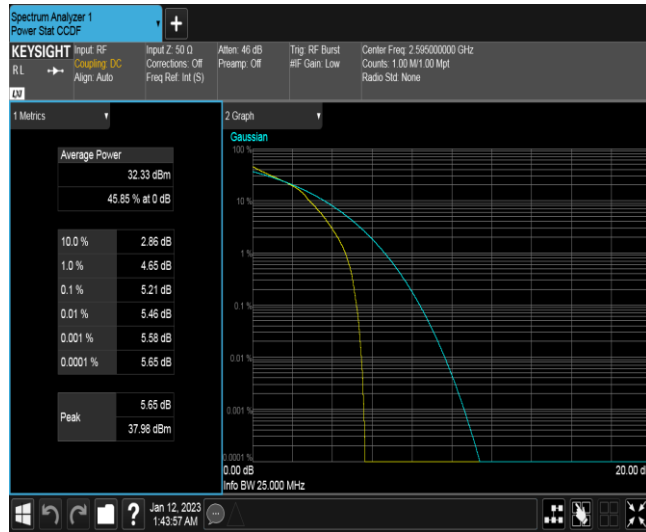 Spectrum Analyzer 1
Power Stat CCDF
+
KEYSIGHT
RL
LXI
Input: RF
Coupling: DC
Align: Auto
Input Z: 50 Ω
Corrections: Off
Freq Ref: Int (S)
Atten: 46 dB
Preamp: Off
Trig: RF Burst
#IF Gain: Low
Center Freq: 2.595000000 GHz
Counts: 1.00 M/1.00 Mpt
Radio Std: None
1 Metrics
Average Power
32.33 dBm
45.85 % at 0 dB
10.0 % 2.86 dB
1.0 % 4.65 dB
0.1 % 5.21 dB
0.01 % 5.46 dB
0.001 % 5.58 dB
0.0001 % 5.65 dB
Peak
5.65 dB
37.98 dBm
2 Graph
Gaussian
100 %
10 %
1 %
0.1 %
0.01 %
0.001 %
0.0001 %
0.00 dB
20.00 d
Info BW 25.000 MHz
?
Jan 12, 2023
1:43:57 AM